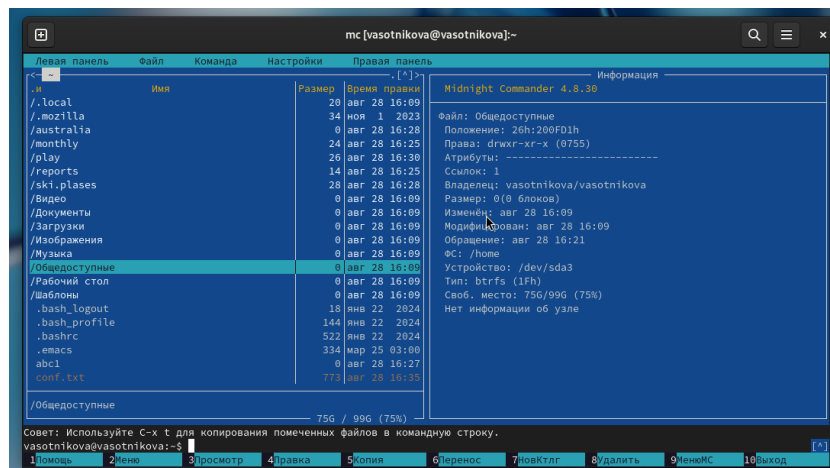 mc [vasotnikova@vasotnikova]:~
Левая панель Файл Команда Настройки Правая панель
<─ ~ .[^]>
.и Имя Размер Время правки
/.local 20 авг 28 16:09
/.mozilla 34 ноя 1 2023
/australia 0 авг 28 16:28
/monthly 24 авг 28 16:25
/play 26 авг 28 16:30
/reports 14 авг 28 16:25
/ski.plases 28 авг 28 16:28
/Видео 0 авг 28 16:09
/Документы 0 авг 28 16:09
/Загрузки 0 авг 28 16:09
/Изображения 0 авг 28 16:09
/Музыка 0 авг 28 16:09
/Общедоступные 0 авг 28 16:09
/Рабочий стол 0 авг 28 16:09
/Шаблоны 0 авг 28 16:09
.bash_logout 18 янв 22 2024
.bash_profile 144 янв 22 2024
.bashrc 522 янв 22 2024
.emacs 334 мар 25 03:00
abc1 0 авг 28 16:27
conf.txt 773 авг 28 16:35
/Общедоступные
75G / 99G (75%)
Информация
Midnight Commander 4.8.30
Файл: Общедоступные
Положение: 26h:200FD1h
Права: drwxr-xr-x (0755)
Атрибуты: -------------------------
Ссылок: 1
Владелец: vasotnikova/vasotnikova
Размер: 0(0 блоков)
Изменён: авг 28 16:09
Модифицирован: авг 28 16:09
Обращение: авг 28 16:21
ФС: /home
Устройство: /dev/sda3
Тип: btrfs (1Fh)
Своб. место: 75G/99G (75%)
Нет информации об узле
Совет: Используйте C-x t для копирования помеченных файлов в командную строку.
vasotnikova@vasotnikova:~$ [^]
1Помощь 2Меню 3Просмотр 4Правка 5Копия 6Перенос 7НовКтлг 8Удалить 9МенюМС 10Выход